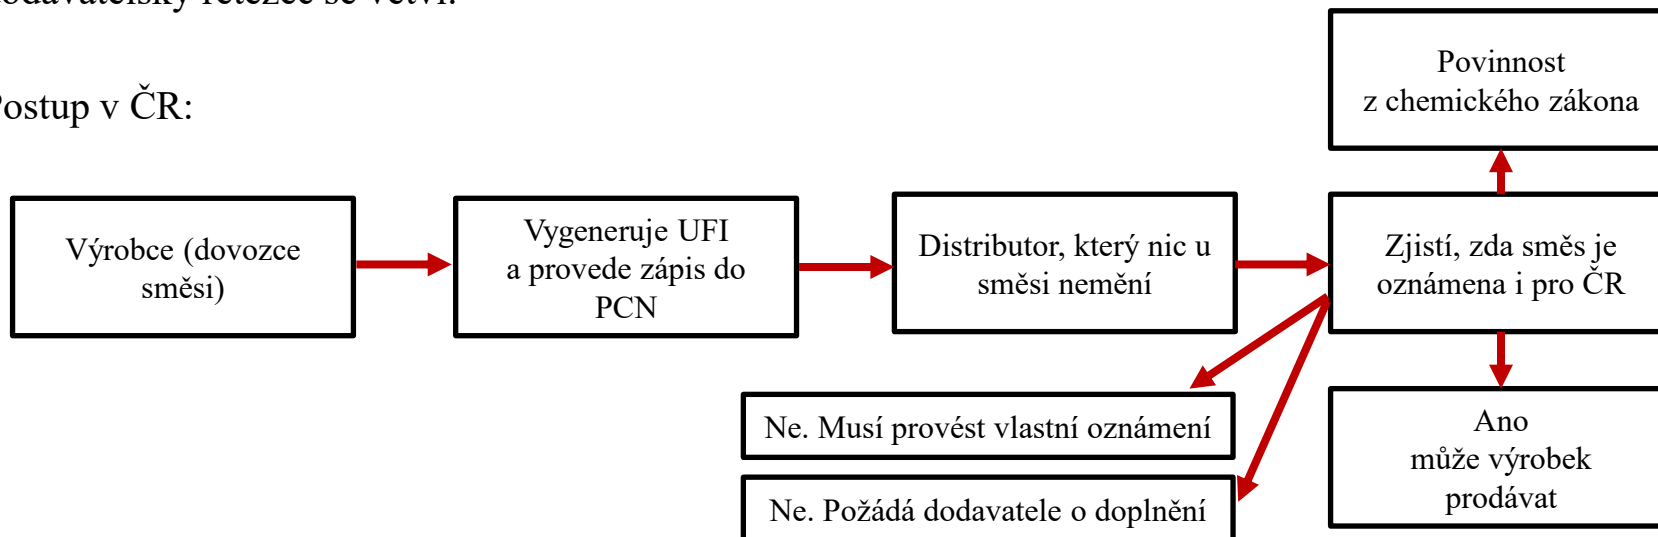 se větví.
Postup v ČR:
Povinnost
z chemického zákona
Výrobce (dovozce
směsi)
Vygeneruje UFI
a provede zápis do
PCN
Distributor, který nic u
směsi nemění
Zjistí, zda směs je
oznámena i pro ČR
Ne. Musí provést vlastní oznámení
Ne. Požádá dodavatele o doplnění
Ano
může výrobek
prodávat